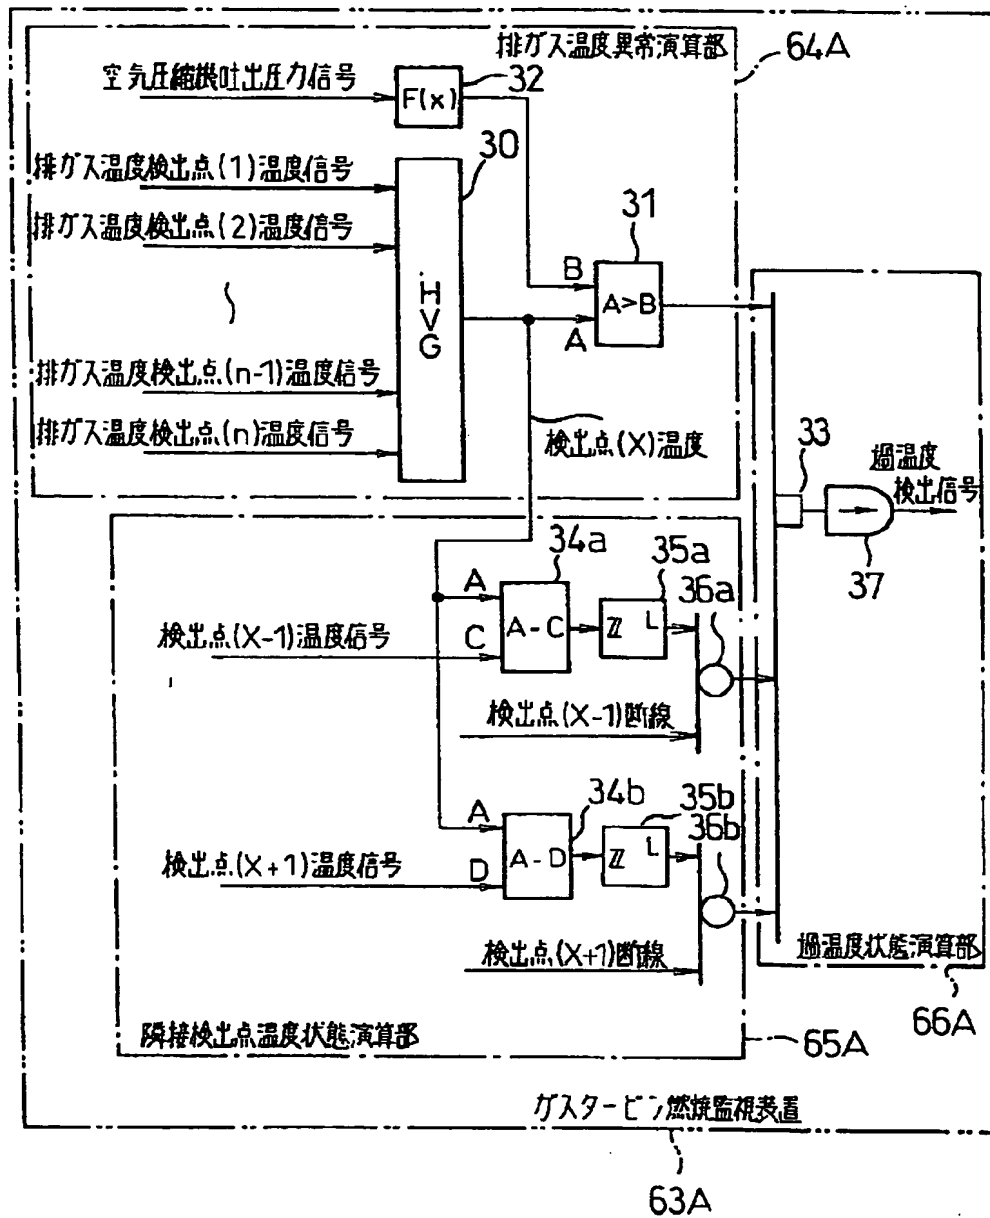 排ガス温度異常演算部
64A
空気圧縮機吐出圧力信号
F(x)
32
30
排ガス温度検出点(1)温度信号
排ガス温度検出点(2)温度信号
排ガス温度検出点(n-1)温度信号
排ガス温度検出点(n)温度信号
HVG
31
B
A
A>B
検出点(X)温度
33
過温度
検出信号
37
34a
35a
36a
A
C
A-C
L
検出点(X-1)温度信号
検出点(X-1)断線
34b
35b
36b
A
D
A-D
L
検出点(X+1)温度信号
検出点(X+1)断線
過温度状態演算部
66A
隣接検出点温度状態演算部
65A
ガスタービン燃焼監視装置
63A